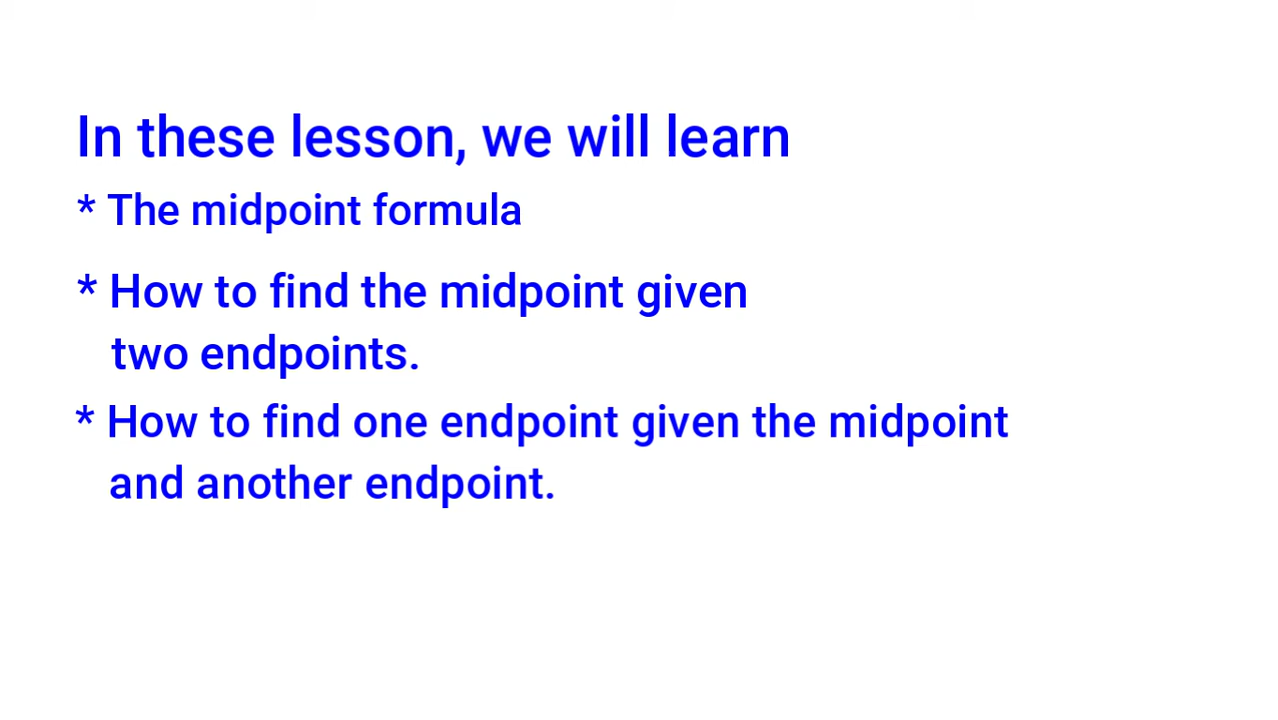 In these lesson, we will learn
* The midpoint formula
* How to find the midpoint given
two endpoints.
* How to find one endpoint given the midpoint
and another endpoint.